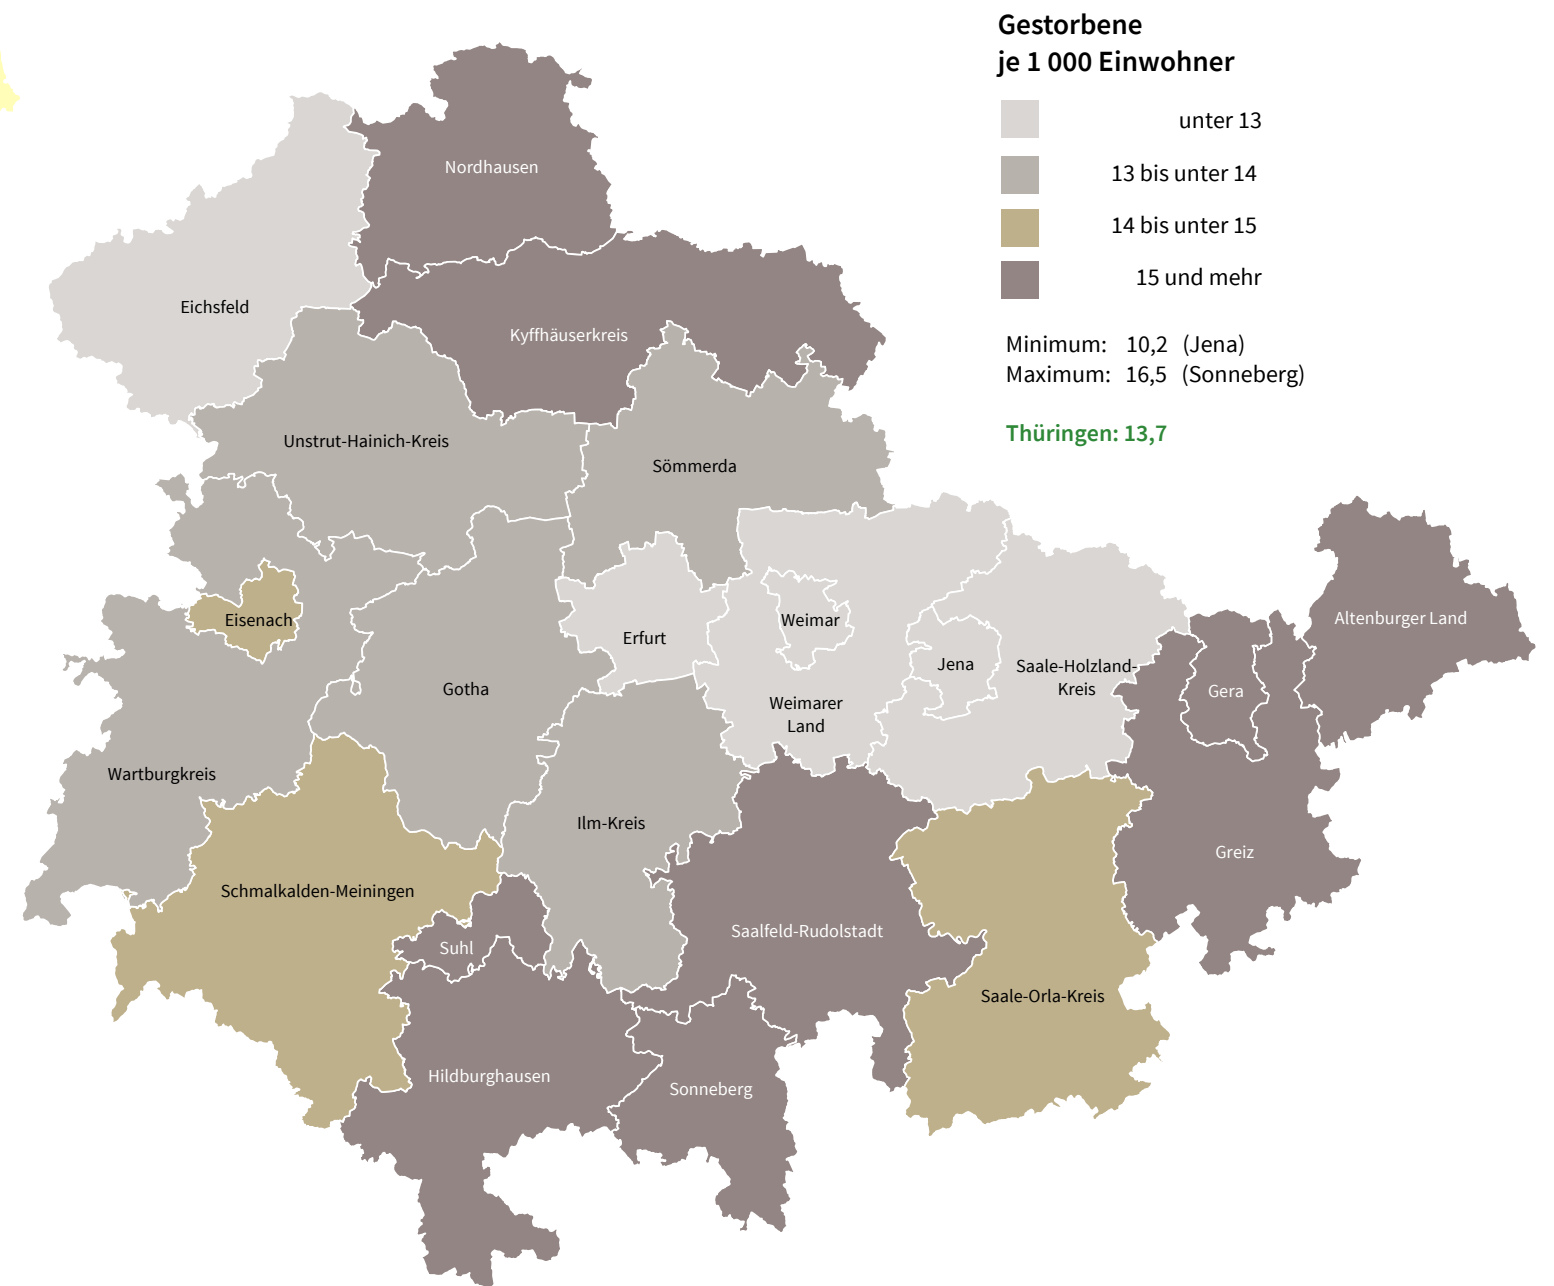 Gestorbene
je 1 000 Einwohner
unter 13
13 bis unter 14
14 bis unter 15
15 und mehr
Minimum: 10,2 (Jena)
Maximum: 16,5 (Sonneberg)
Thüringen: 13,7
Nordhausen
Eichsfeld
Kyffhäuserkreis
Unstrut-Hainich-Kreis
Sömmerda
Eisenach
Erfurt
Weimar
Altenburger Land
Jena
Saale-Holzland-
Kreis
Gotha
Gera
Weimarer
Land
Wartburgkreis
Ilm-Kreis
Greiz
Schmalkalden-Meiningen
Saalfeld-Rudolstadt
Suhl
Saale-Orla-Kreis
Hildburghausen
Sonneberg